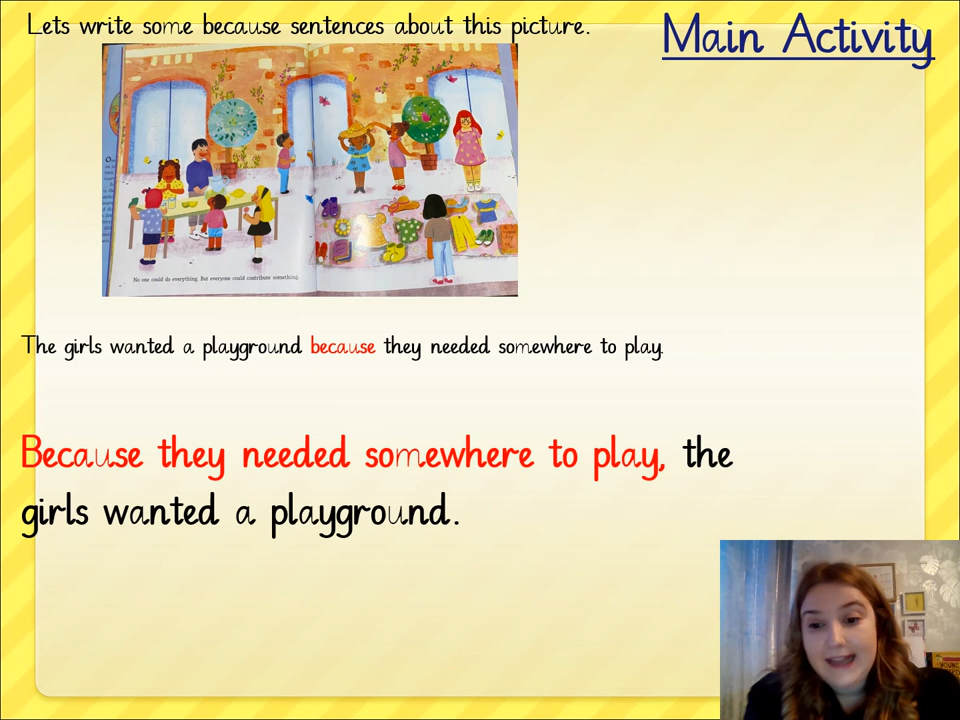 Lets write some because sentences about this picture.
Main Activity
No one could do everything. But everyone could contribute something.
The girls wanted a playground because they needed somewhere to play.
Because they needed somewhere to play, the
girls wanted a playground.